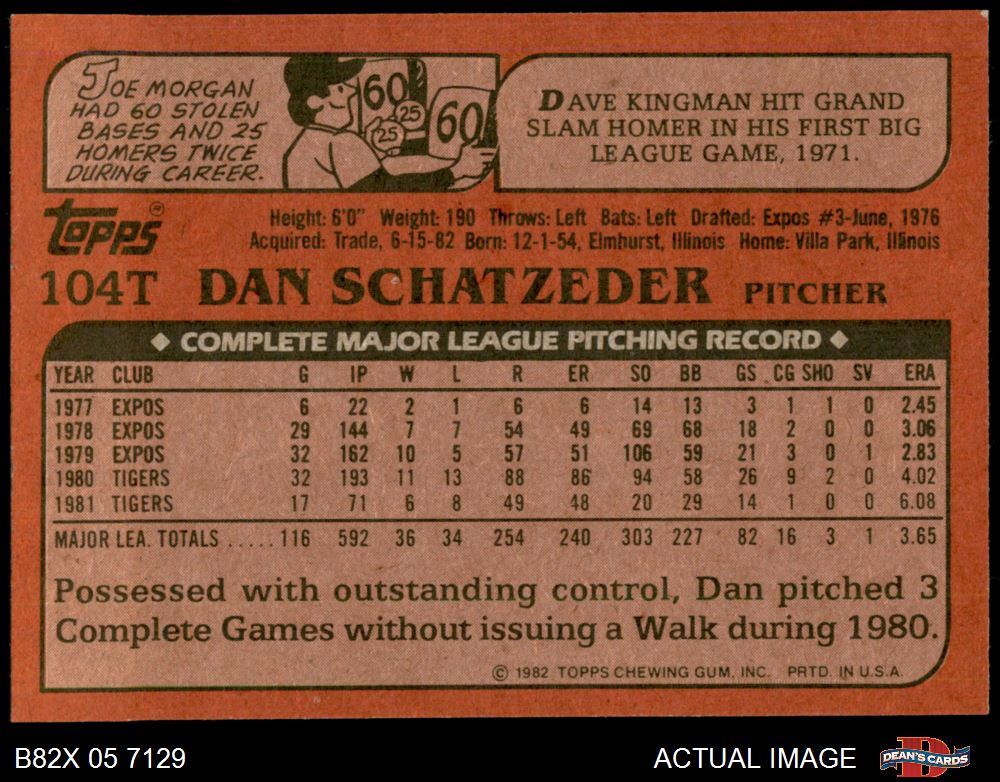 JOE MORGAN
HAD 60 STOLEN
BASES AND 25
HOMERS TWICE
DURING CAREER.
60
25
25
60
DAVE KINGMAN HIT GRAND
SLAM HOMER IN HIS FIRST BIG
LEAGUE GAME, 1971.
TOPPS®
Height: 6'0" Weight: 190 Throws: Left Bats: Left Drafted: Expos #3-June, 1976
Acquired: Trade, 6-15-82 Born: 12-1-54, Elmhurst, Illinois Home: Villa Park, Illinois
104T DAN SCHATZEDER PITCHER
◆ COMPLETE MAJOR LEAGUE PITCHING RECORD ◆
YEAR CLUB G IP W L R ER SO BB GS CG SHO SV ERA
1977 EXPOS 6 22 2 1 6 6 14 13 3 1 1 0 2.45
1978 EXPOS 29 144 7 7 54 49 69 68 18 2 0 0 3.06
1979 EXPOS 32 162 10 5 57 51 106 59 21 3 0 1 2.83
1980 TIGERS 32 193 11 13 88 86 94 58 26 9 2 0 4.02
1981 TIGERS 17 71 6 8 49 48 20 29 14 1 0 0 6.08
MAJOR LEA. TOTALS ..... 116 592 36 34 254 240 303 227 82 16 3 1 3.65
Possessed with outstanding control, Dan pitched 3
Complete Games without issuing a Walk during 1980.
© 1982 TOPPS CHEWING GUM, INC. PRTD. IN U.S.A.
B82X 05 7129 ACTUAL IMAGE DEAN'S CARDS